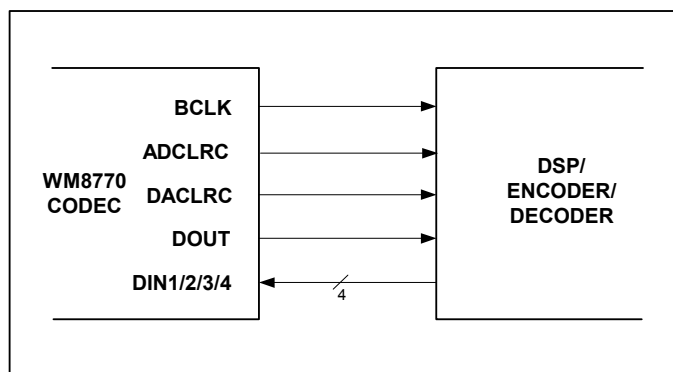 BCLK
ADCLRC
WM8770
CODEC
DACLRC
DOUT
DIN1/2/3/4
4
DSP/
ENCODER/
DECODER